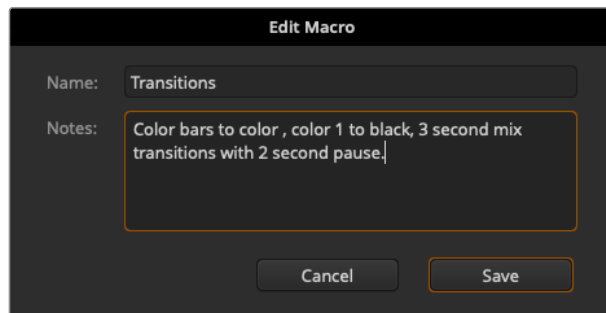 Edit Macro
Name: Transitions
Notes: Color bars to color , color 1 to black, 3 second mix
transitions with 2 second pause.
Cancel Save